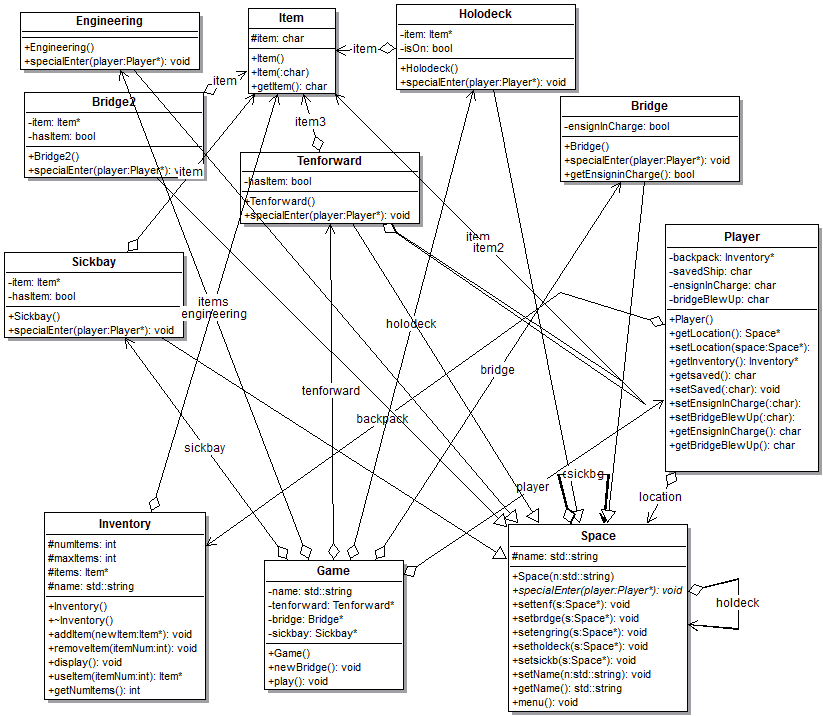 Engineering
+Engineering()
+specialEnter(player:Player*): void
Item
#item: char
+Item()
+Item(:char)
+getItem(): char
Holodeck
-item: Item*
-isOn: bool
+Holodeck()
+specialEnter(player:Player*): void
item
item
Bridge2
-item: Item*
-hasItem: bool
+Bridge2()
+specialEnter(player:Player*): v
item
item3
Bridge
-ensignInCharge: bool
+Bridge()
+specialEnter(player:Player*): void
+getEnsigninCharge(): bool
Tenforward
-hasItem: bool
+Tenforward()
+specialEnter(player:Player*): void
item
item2
Player
-backpack: Inventory*
-savedShip: char
-ensignInCharge: char
-bridgeBlewUp: char
+Player()
+getLocation(): Space*
+setLocation(space:Space*):
+getInventory(): Inventory*
+getsaved(): char
+setSaved(:char): void
+setEnsignInCharge(:char):
+setBridgeBlewUp(:char):
+getEnsignInCharge(): char
+getBridgeBlewUp(): char
Sickbay
-item: Item*
-hasItem: bool
+Sickbay()
+specialEnter(player:Player*): void
items
engineering
holodeck
bridge
tenforward
backpack
sickbay
player
sickbg
location
Inventory
#numItems: int
#maxItems: int
#items: Item*
#name: std::string
+Inventory()
+~Inventory()
+addItem(newItem:Item*): void
+removeItem(itemNum:int): void
+display(): void
+useItem(itemNum:int): Item*
+getNumItems(): int
Game
-name: std::string
-tenforward: Tenforward*
-bridge: Bridge*
-sickbay: Sickbay*
+Game()
+newBridge(): void
+play(): void
Space
#name: std::string
+Space(n:std::string)
+specialEnter(player:Player*): void
+settenf(s:Space*): void
+setbrdge(s:Space*): void
+setengring(s:Space*): void
+setholdeck(s:Space*): void
+setsickb(s:Space*): void
+setName(n:std::string): void
+getName(): std::string
+menu(): void
holdeck